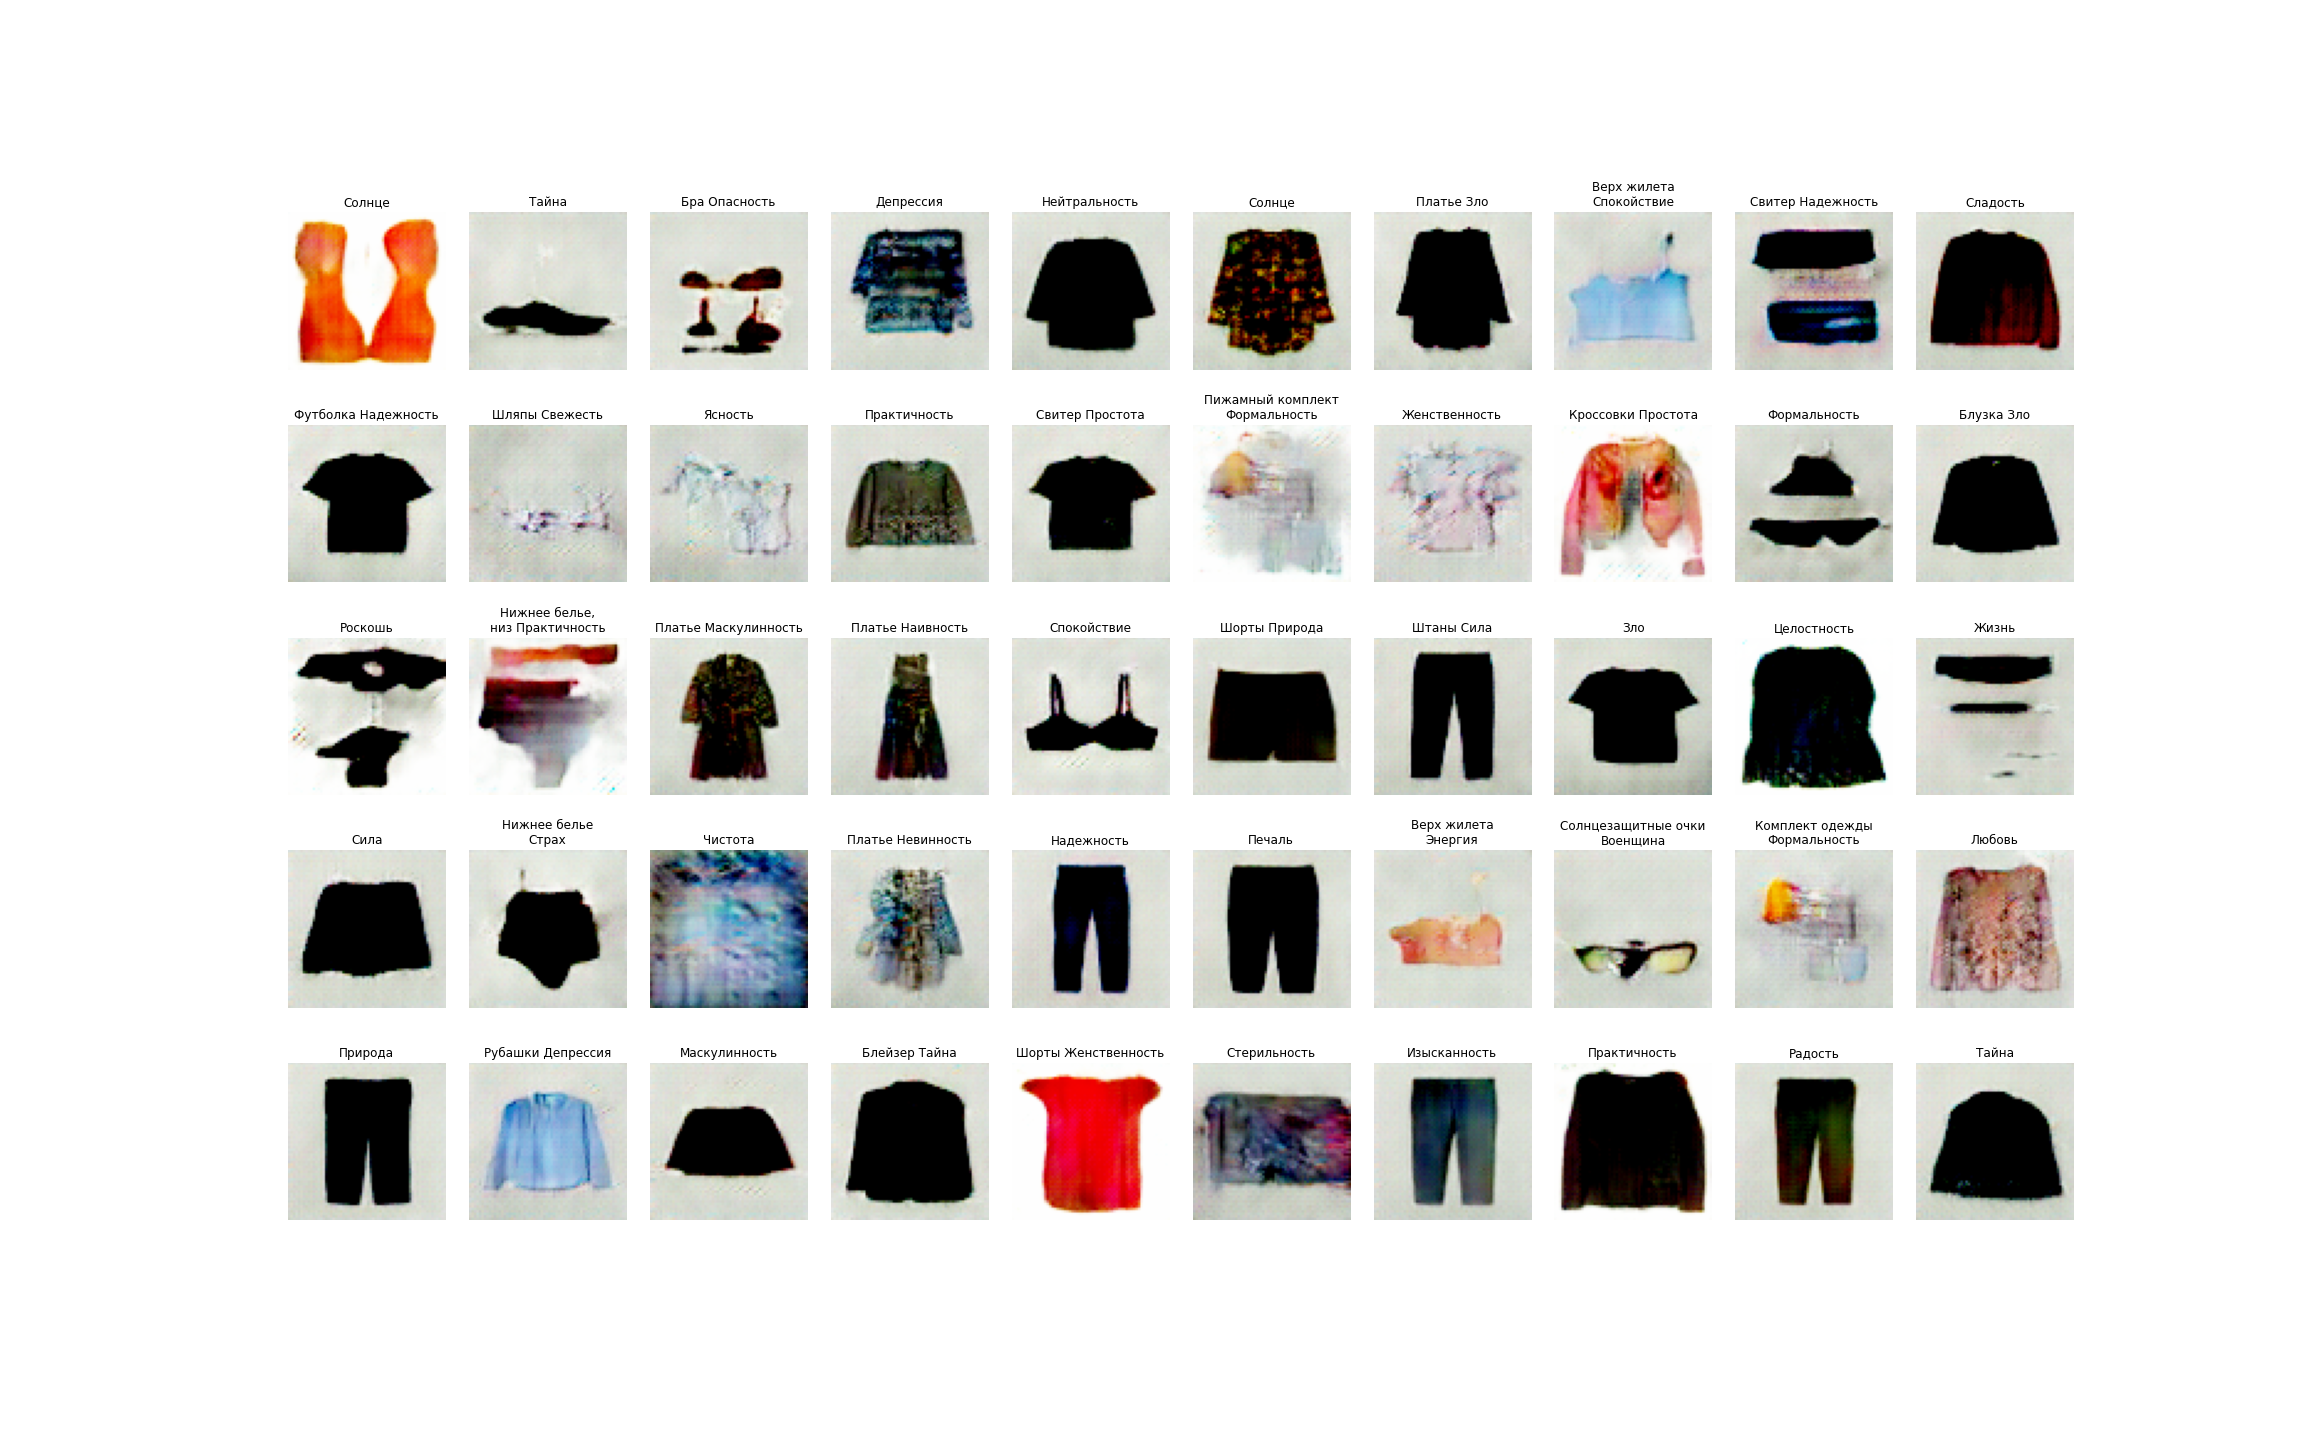 Солнце
Тайна
Бра Опасность
Депрессия
Нейтральность
Солнце
Платье Зло
Верх жилета
Спокойствие
Свитер Надежность
Сладость
Футболка Надежность
Шляпы Свежесть
Ясность
Практичность
Свитер Простота
Пижамный комплект
Формальность
Женственность
Кроссовки Простота
Формальность
Блузка Зло
Роскошь
Нижнее белье,
низ Практичность
Платье Маскулинность
Платье Наивность
Спокойствие
Шорты Природа
Штаны Сила
Зло
Целостность
Жизнь
Сила
Нижнее белье
Страх
Чистота
Платье Невинность
Надежность
Печаль
Верх жилета
Энергия
Солнцезащитные очки
Военщина
Комплект одежды
Формальность
Любовь
Природа
Рубашки Депрессия
Маскулинность
Блейзер Тайна
Шорты Женственность
Стерильность
Изысканность
Практичность
Радость
Тайна